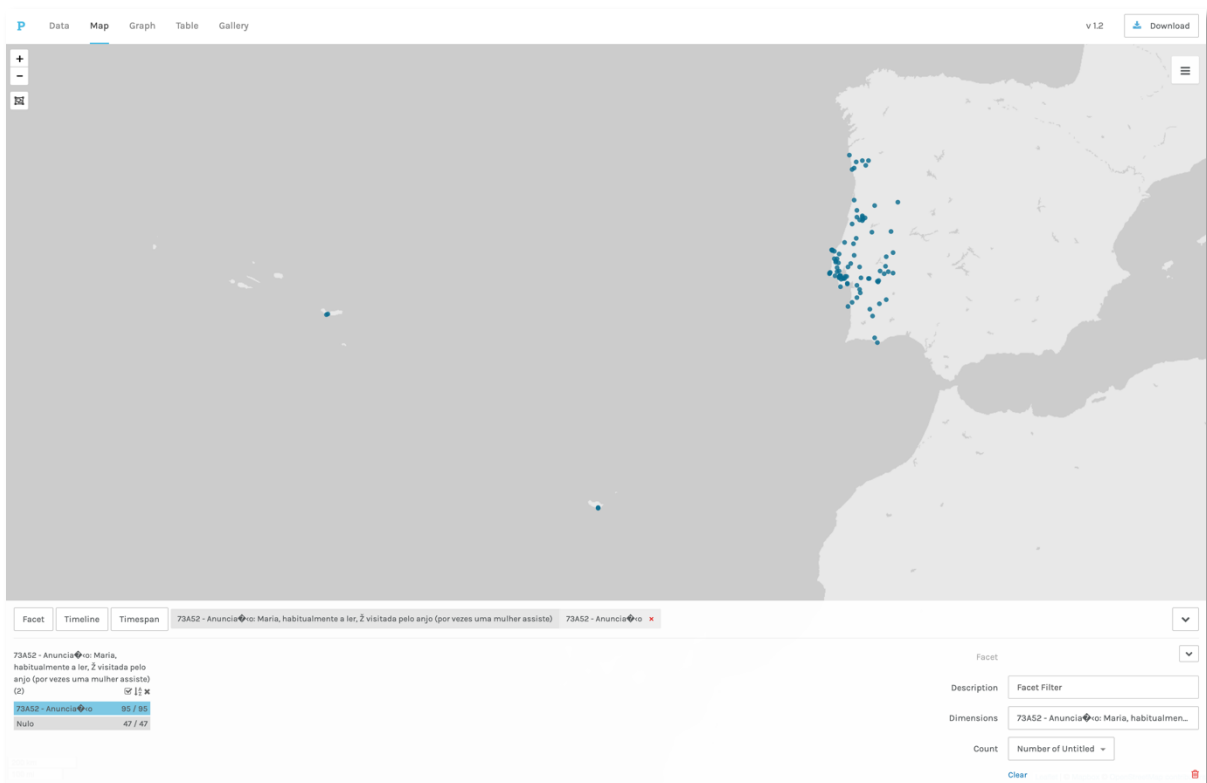 P Data Map Graph Table Gallery v 1.2 Download
+
−
Facet Timeline Timespan 73A52 - Anuncia�‹o: Maria, habitualmente a ler, Ž visitada pelo anjo (por vezes uma mulher assiste) 73A52 - Anuncia�‹o ×
73A52 - Anuncia�‹o: Maria,
habitualmente a ler, Ž visitada pelo
anjo (por vezes uma mulher assiste)
(2)
73A52 - Anuncia�‹o 95 / 95
Nulo 47 / 47
Facet
Description Facet Filter
Dimensions 73A52 - Anuncia�‹o: Maria, habitualmen...
Count Number of Untitled
Clear